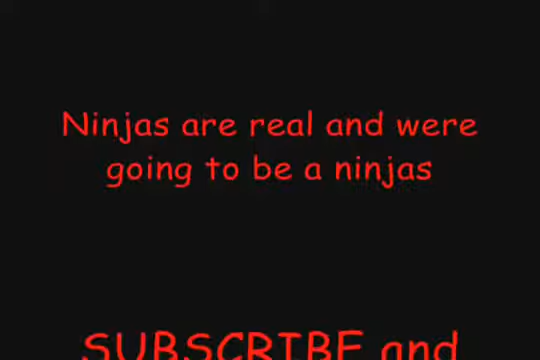 Ninjas are real and were
going to be a ninjas
SUBSCRIBE and